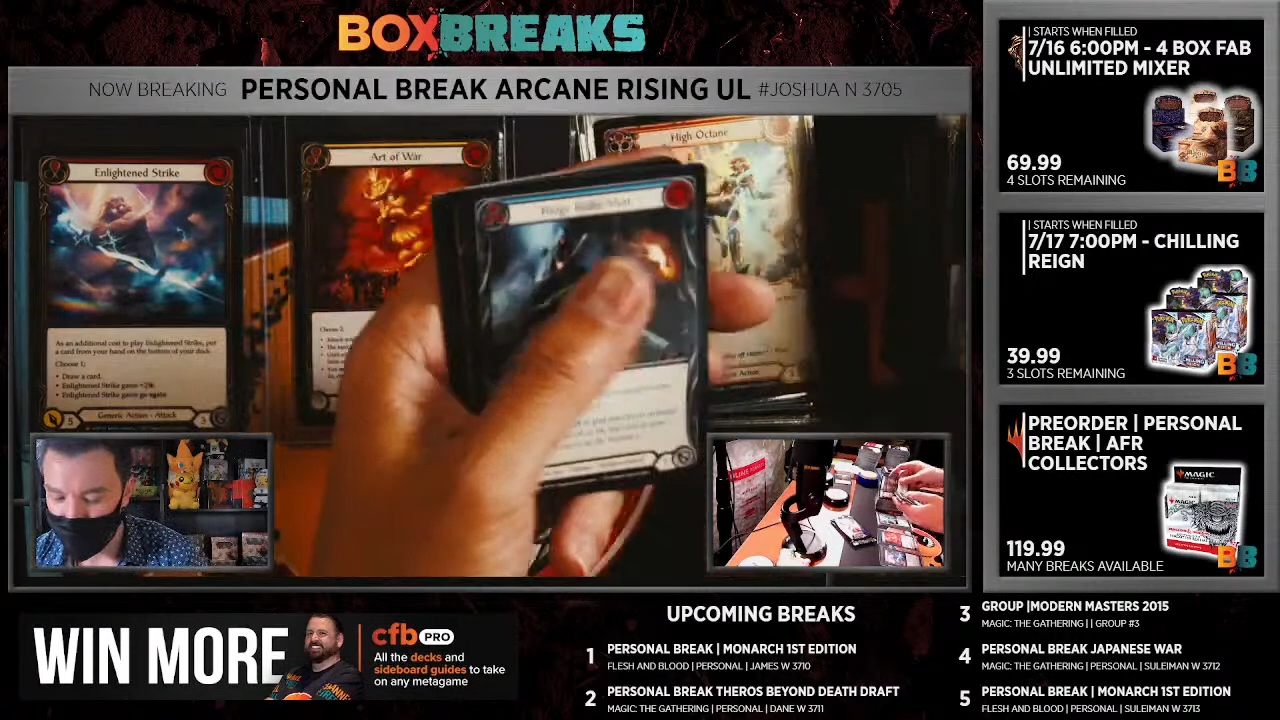 BOXBREAKS
NOW BREAKING PERSONAL BREAK ARCANE RISING UL #JOSHUA N 3705
Enlightened Strike
As an additional cost to play Enlightened Strike, put
a card from your hand on the bottom of your deck.
Choose 1;
• Draw a card.
• Enlightened Strike gains +2
• Enlightened Strike gains go again
5 Generic Action - Attack 3
Art of War
Choose 2;
High Octane
| STARTS WHEN FILLED
7/16 6:00PM - 4 BOX FAB
UNLIMITED MIXER
69.99
4 SLOTS REMAINING
BB
| STARTS WHEN FILLED
7/17 7:00PM - CHILLING
REIGN
39.99
3 SLOTS REMAINING
BB
PREORDER | PERSONAL
BREAK | AFR
COLLECTORS
MAGIC
119.99
MANY BREAKS AVAILABLE
BB
WIN MORE
cfb PRO
All the decks and
sideboard guides to take
on any metagame
UPCOMING BREAKS
1 PERSONAL BREAK | MONARCH 1ST EDITION
FLESH AND BLOOD | PERSONAL | JAMES W 3710
2 PERSONAL BREAK THEROS BEYOND DEATH DRAFT
MAGIC: THE GATHERING | PERSONAL | DANE W 3711
3 GROUP |MODERN MASTERS 2015
MAGIC: THE GATHERING | | GROUP #3
4 PERSONAL BREAK JAPANESE WAR
MAGIC: THE GATHERING | PERSONAL | SULEIMAN W 3712
5 PERSONAL BREAK | MONARCH 1ST EDITION
FLESH AND BLOOD | PERSONAL | SULEIMAN W 3713